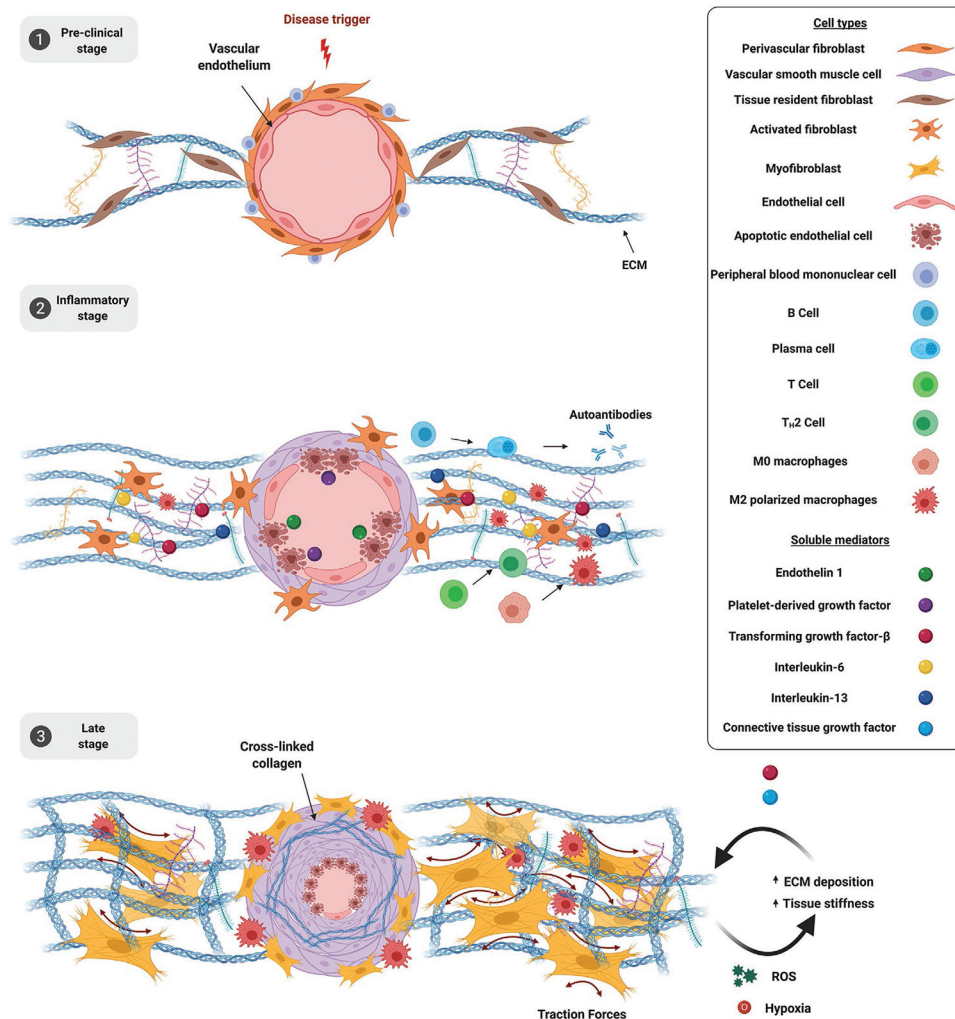 1
Pre-clinical
stage
Disease trigger
Vascular
endothelium
ECM
2
Inflammatory
stage
Autoantibodies
3
Late
stage
Cross-linked
collagen
Traction Forces
ECM deposition
Tissue stiffness
ROS
O
Hypoxia
Cell types
Perivascular fibroblast
Vascular smooth muscle cell
Tissue resident fibroblast
Activated fibroblast
Myofibroblast
Endothelial cell
Apoptotic endothelial cell
Peripheral blood mononuclear cell
B Cell
Plasma cell
T Cell
TH2 Cell
M0 macrophages
M2 polarized macrophages
Soluble mediators
Endothelin 1
Platelet-derived growth factor
Transforming growth factor-β
Interleukin-6
Interleukin-13
Connective tissue growth factor